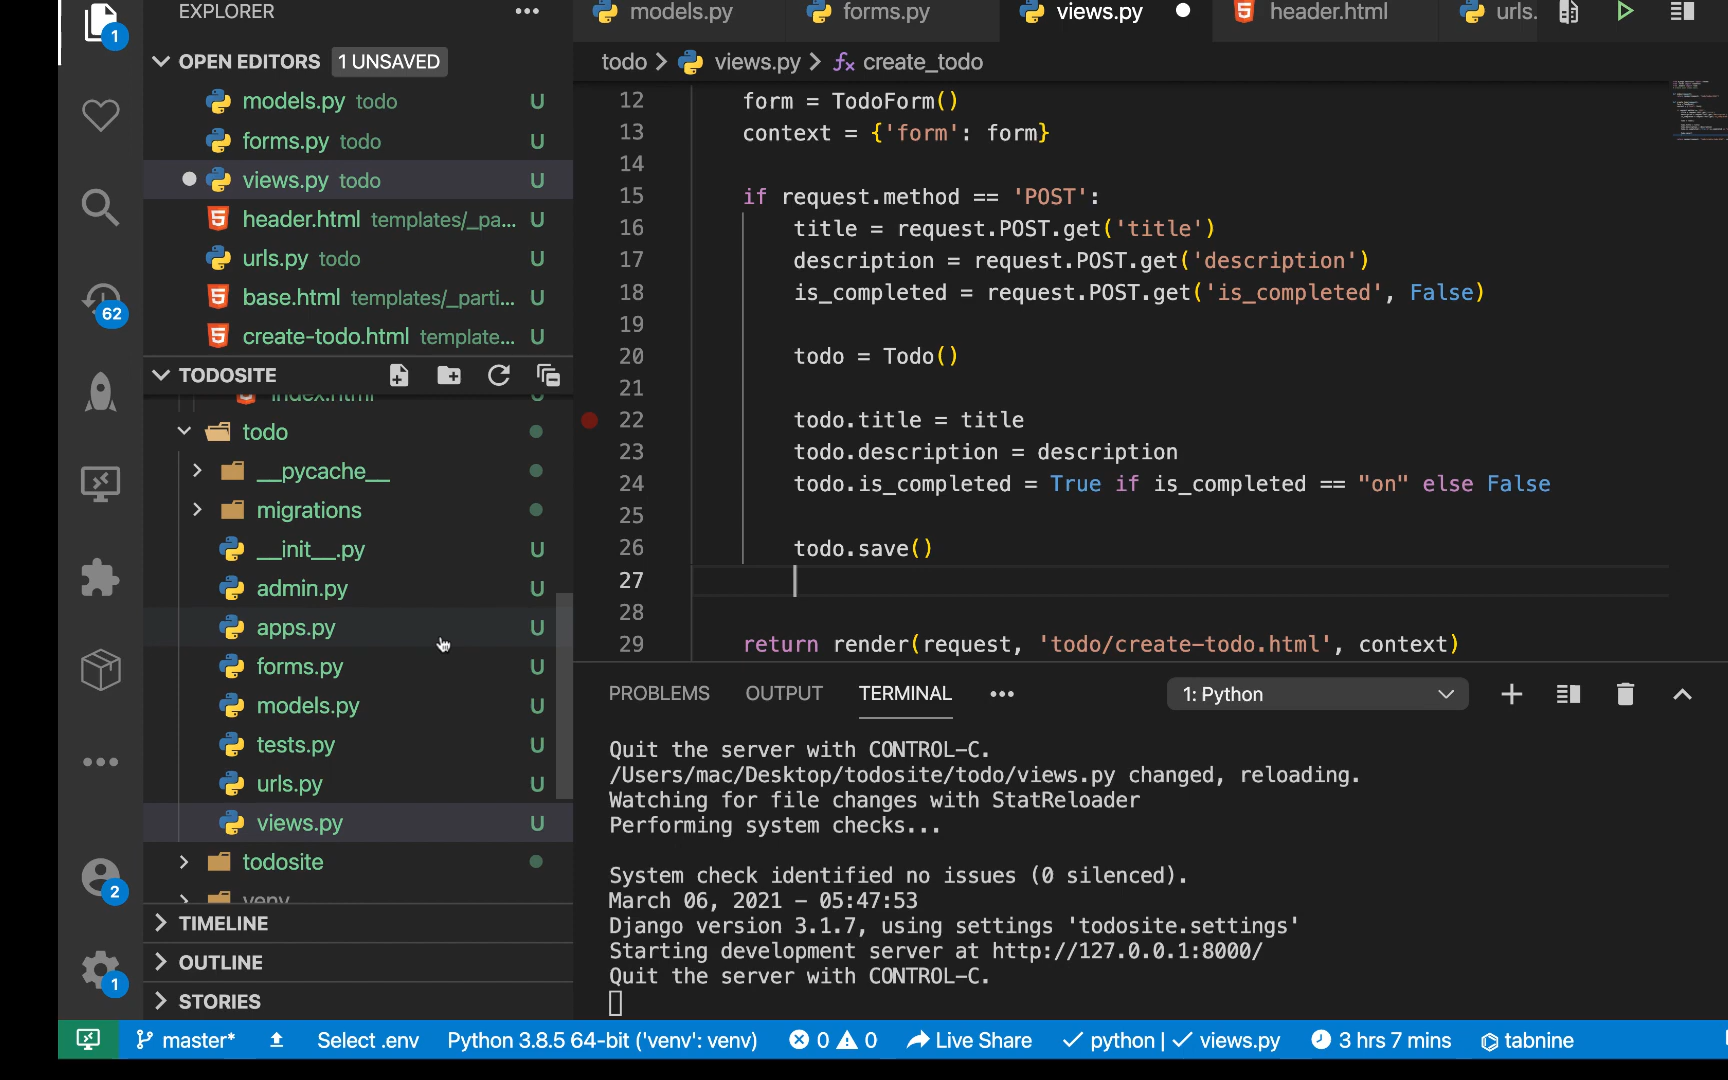 EXPLORER
models.py
forms.py
views.py
header.html
urls.
1
OPEN EDITORS 1 UNSAVED
todo > views.py > create_todo
models.py todo U
forms.py todo U
views.py todo U
header.html templates/_pa... U
urls.py todo U
base.html templates/_parti... U
create-todo.html template... U
62
TODOSITE
index.html U
todo
__pycache__
migrations
__init__.py U
admin.py U
apps.py U
forms.py U
models.py U
tests.py U
urls.py U
views.py U
todosite
venv
2
TIMELINE
OUTLINE
1
STORIES
12 form = TodoForm()
13 context = {'form': form}
14
15 if request.method == 'POST':
16 title = request.POST.get('title')
17 description = request.POST.get('description')
18 is_completed = request.POST.get('is_completed', False)
19
20 todo = Todo()
21
22 todo.title = title
23 todo.description = description
24 todo.is_completed = True if is_completed == "on" else False
25
26 todo.save()
27
28
29 return render(request, 'todo/create-todo.html', context)
PROBLEMS OUTPUT TERMINAL ••• 1: Python
Quit the server with CONTROL-C.
/Users/mac/Desktop/todosite/todo/views.py changed, reloading.
Watching for file changes with StatReloader
Performing system checks...
System check identified no issues (0 silenced).
March 06, 2021 - 05:47:53
Django version 3.1.7, using settings 'todosite.settings'
Starting development server at http://127.0.0.1:8000/
Quit the server with CONTROL-C.
master* Select .env Python 3.8.5 64-bit ('venv': venv) 0 0 Live Share python | views.py 3 hrs 7 mins tabnine